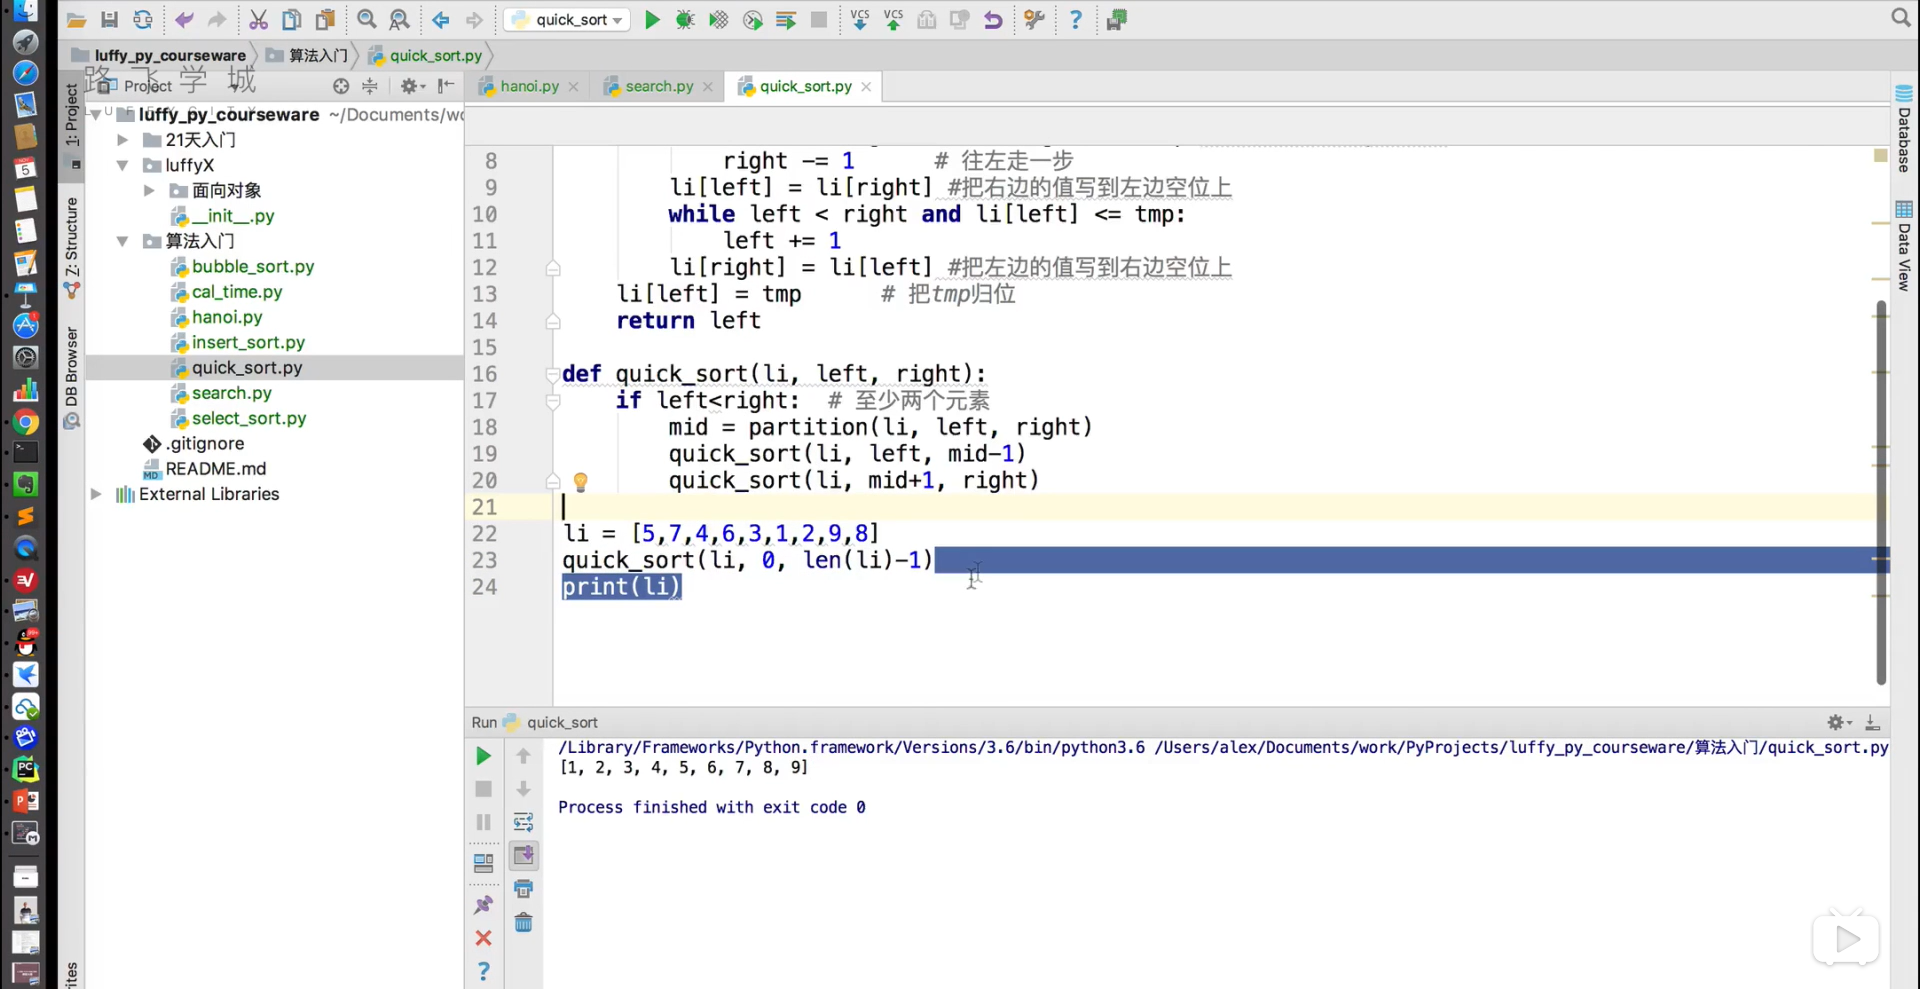 quick_sort
luffy_py_courseware
算法入门
quick_sort.py
路飞学城
Project
hanoi.py
search.py
quick_sort.py
1: Project
Z: Structure
DB Browser
luffy_py_courseware ~/Documents/wo
21天入门
luffyX
面向对象
__init__.py
算法入门
bubble_sort.py
cal_time.py
hanoi.py
insert_sort.py
quick_sort.py
search.py
select_sort.py
.gitignore
README.md
External Libraries
8 right -= 1 # 往左走一步
9 li[left] = li[right] #把右边的值写到左边空位上
10 while left < right and li[left] <= tmp:
11 left += 1
12 li[right] = li[left] #把左边的值写到右边空位上
13 li[left] = tmp # 把tmp归位
14 return left
15
16 def quick_sort(li, left, right):
17 if left<right: # 至少两个元素
18 mid = partition(li, left, right)
19 quick_sort(li, left, mid-1)
20 quick_sort(li, mid+1, right)
21
22 li = [5,7,4,6,3,1,2,9,8]
23 quick_sort(li, 0, len(li)-1)
24 print(li)
Database
Data View
Run quick_sort
/Library/Frameworks/Python.framework/Versions/3.6/bin/python3.6 /Users/alex/Documents/work/PyProjects/luffy_py_courseware/算法入门/quick_sort.py
[1, 2, 3, 4, 5, 6, 7, 8, 9]
Process finished with exit code 0